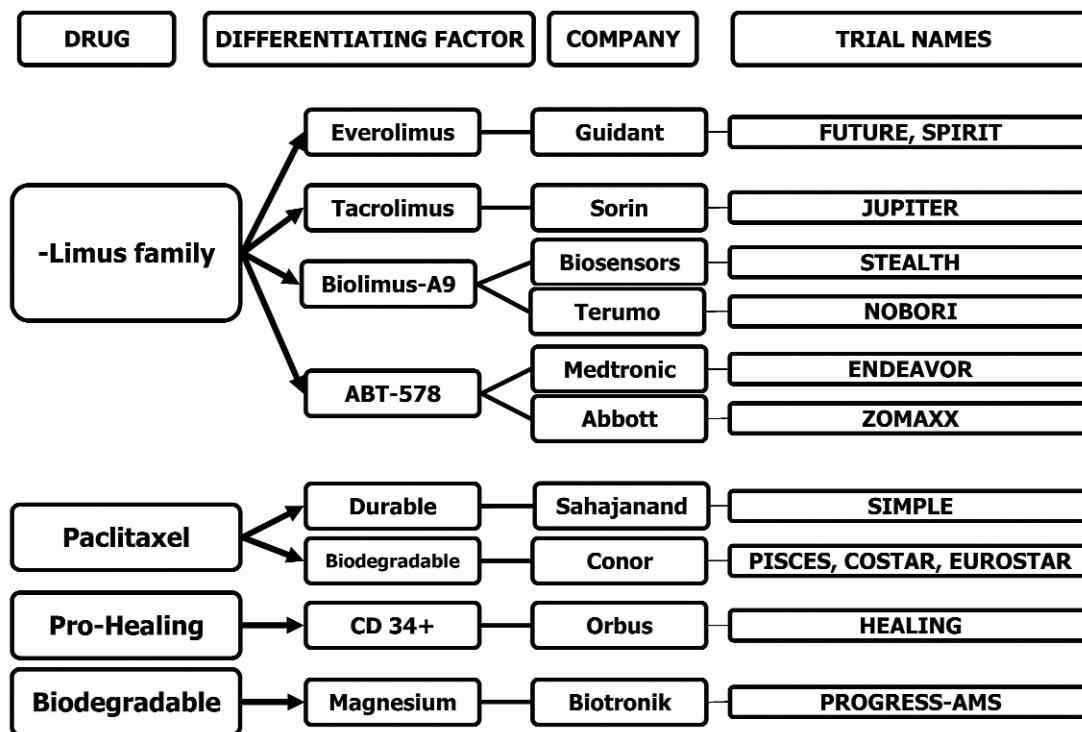 DRUG DIFFERENTIATING FACTOR COMPANY TRIAL NAMES
Everolimus Guidant FUTURE, SPIRIT
-Limus family
Tacrolimus Sorin JUPITER
Biolimus-A9
Biosensors STEALTH
Terumo NOBORI
ABT-578
Medtronic ENDEAVOR
Abbott ZOMAXX
Paclitaxel
Durable Sahajanand SIMPLE
Biodegradable Conor PISCES, COSTAR, EUROSTAR
Pro-Healing CD 34+ Orbus HEALING
Biodegradable Magnesium Biotronik PROGRESS-AMS